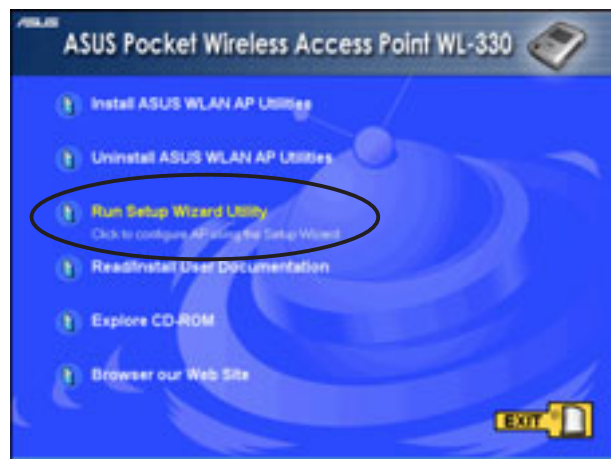 ASUS
ASUS Pocket Wireless Access Point WL-330
Install ASUS WLAN AP Utilities
Uninstall ASUS WLAN AP Utilities
Run Setup Wizard Utility
Click to configure AP using the Setup Wizard
Read/Install User Documentation
Explore CD-ROM
Browser our Web Site
EXIT